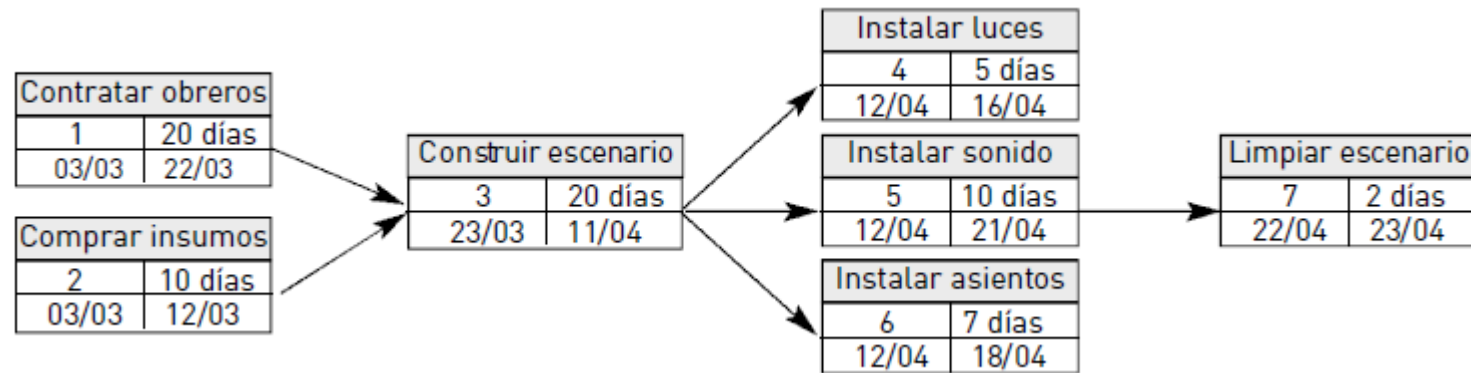 Contratar obreros
1 20 días
03/03 22/03
Comprar insumos
2 10 días
03/03 12/03
Construir escenario
3 20 días
23/03 11/04
Instalar luces
4 5 días
12/04 16/04
Instalar sonido
5 10 días
12/04 21/04
Instalar asientos
6 7 días
12/04 18/04
Limpiar escenario
7 2 días
22/04 23/04